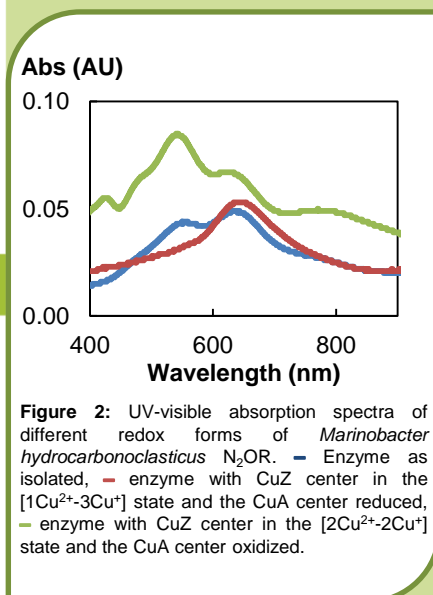 Abs (AU)
0.10
0.05
0.00
400 600 800
Wavelength (nm)
Figure 2: UV-visible absorption spectra of
different redox forms of Marinobacter
hydrocarbonoclasticus N₂OR. – Enzyme as
isolated, – enzyme with CuZ center in the
[1Cu²⁺-3Cu⁺] state and the CuA center reduced,
– enzyme with CuZ center in the [2Cu²⁺-2Cu⁺]
state and the CuA center oxidized.